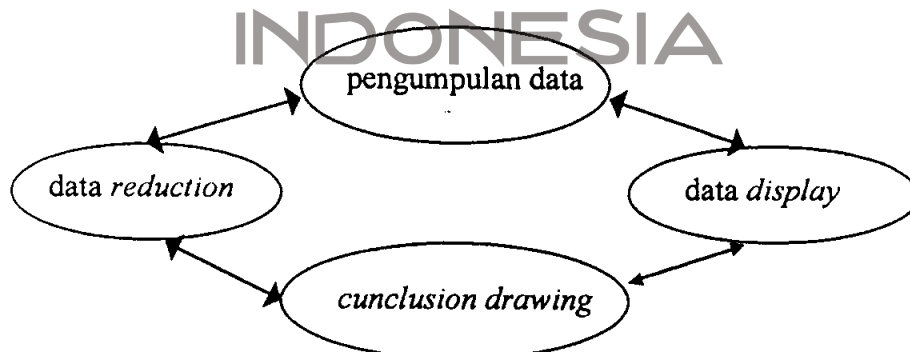 INDONESIA
pengumpulan data
data reduction
data display
cunclusion drawing